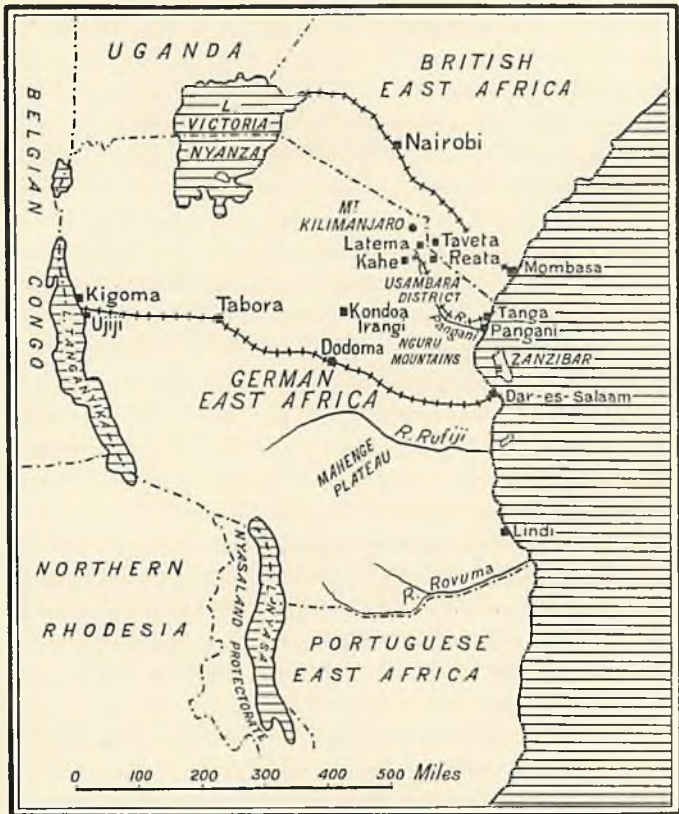 UGANDA
BRITISH
EAST AFRICA
BELGIAN
CONGO
L.
VICTORIA
NYANZA
Nairobi
MT
KILIMANJARO
Laterna
Taveta
Kahe
Reata
Mombasa
USAMBARA
DISTRICT
Kigoma
Ujiji
Tabora
Kondoa
Irangi
R.
Pangani
Tanga
Pangani
NGURU
MOUNTAINS
ZANZIBAR
Dodoma
L. TANGANYIKA
GERMAN
EAST AFRICA
Dar-es-Salaam
R. Rufiji
MAHENGE
PLATEAU
Lindi
NORTHERN
RHODESIA
NYASALAND PROTECTORATE
L. NYASA
R. Rovuma
PORTUGUESE
EAST AFRICA
0 100 200 300 400 500 Miles